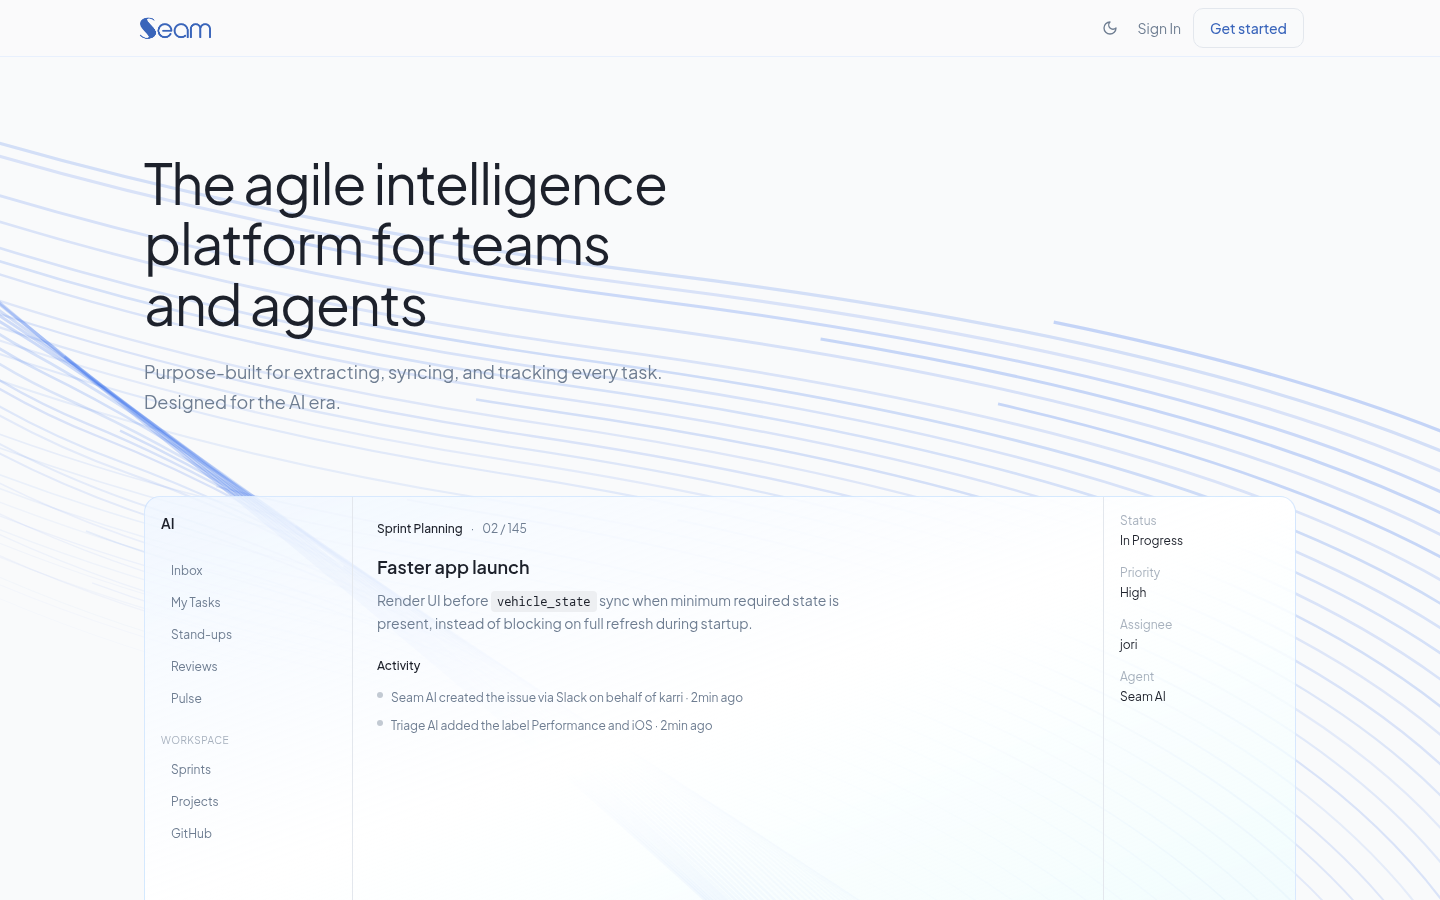 Seam
Sign In
Get started
The agile intelligence
platform for teams
and agents
Purpose-built for extracting, syncing, and tracking every task.
Designed for the AI era.
AI
Inbox
My Tasks
Stand-ups
Reviews
Pulse
WORKSPACE
Sprints
Projects
GitHub
Sprint Planning · 02 / 145
Faster app launch
Render UI before vehicle_state sync when minimum required state is
present, instead of blocking on full refresh during startup.
Activity
Seam AI created the issue via Slack on behalf of karri · 2min ago
Triage AI added the label Performance and iOS · 2min ago
Status
In Progress
Priority
High
Assignee
jori
Agent
Seam AI